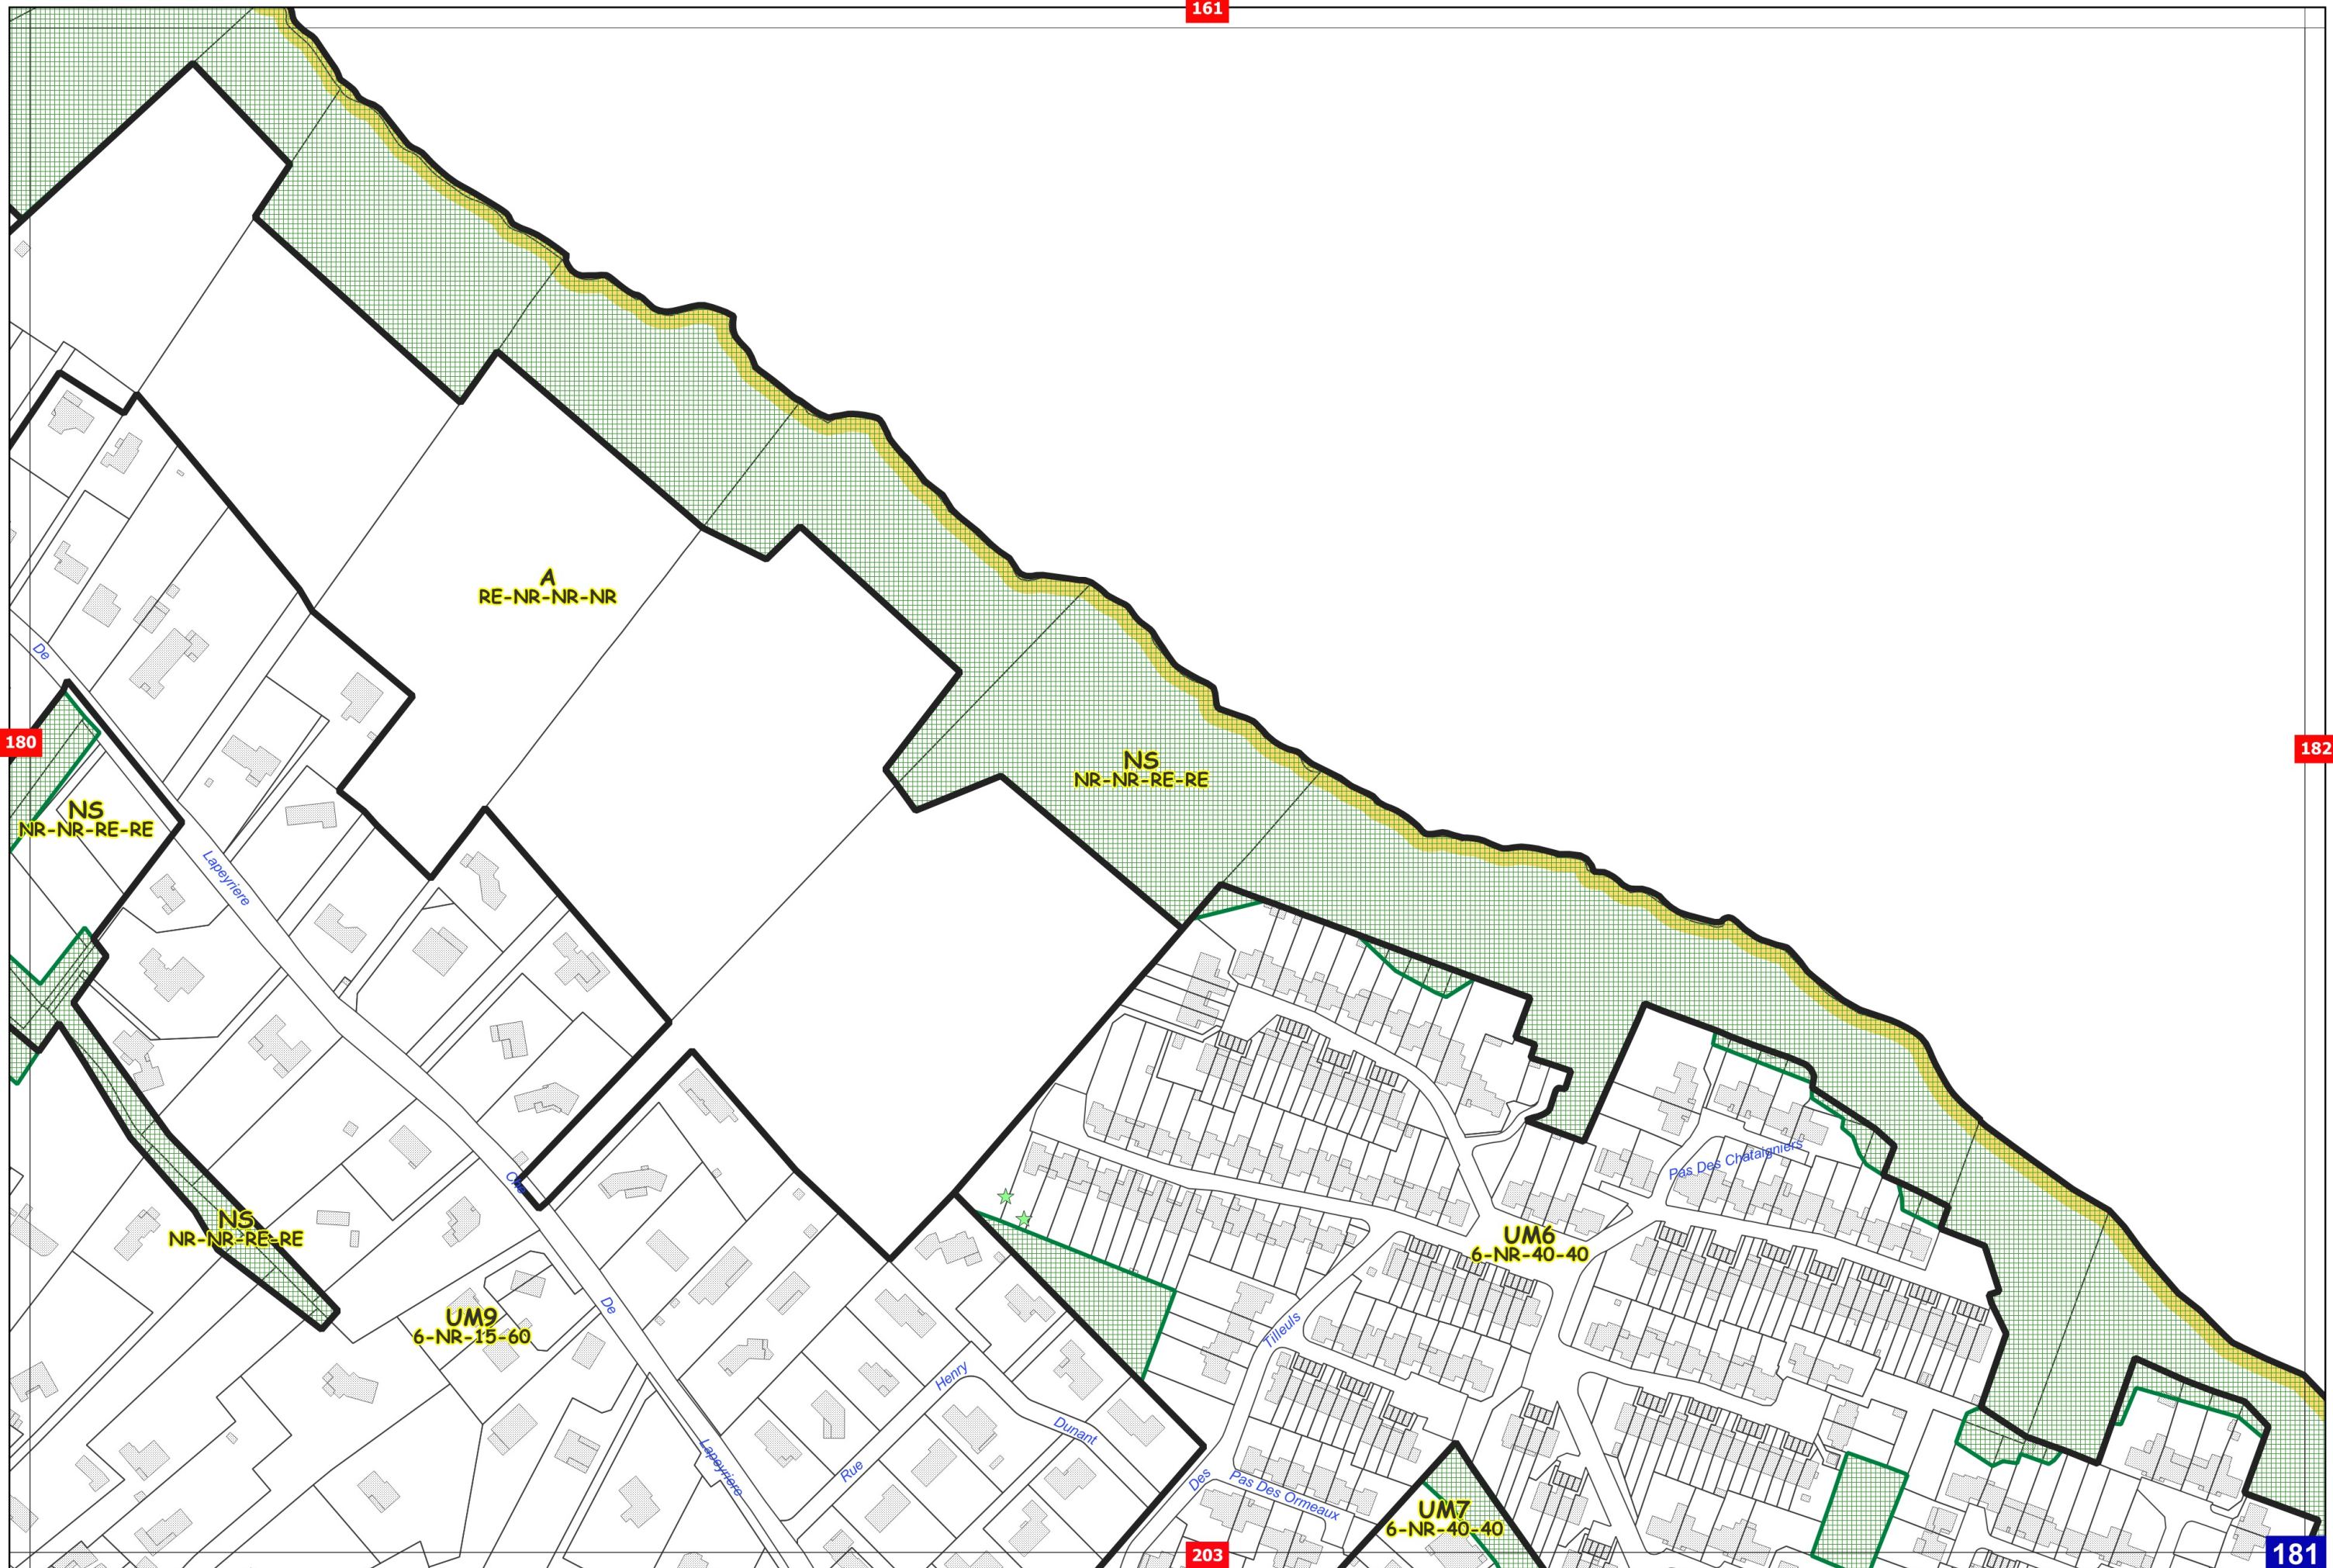 161
A
RE-NR-NR-NR
De
180
182
NS
NR-NR-RE-RE
NS
NR-NR-RE-RE
Lapeyriere
Pas Des Chataigniers
Che
NS
NR-NR-RE-RE
UM6
6-NR-40-40
De
UM9
6-NR-15-60
Tilleuls
Henry
Dunant
Lapeyriere
Rue
Des
Pas Des Ormeaux
UM7
6-NR-40-40
203
181